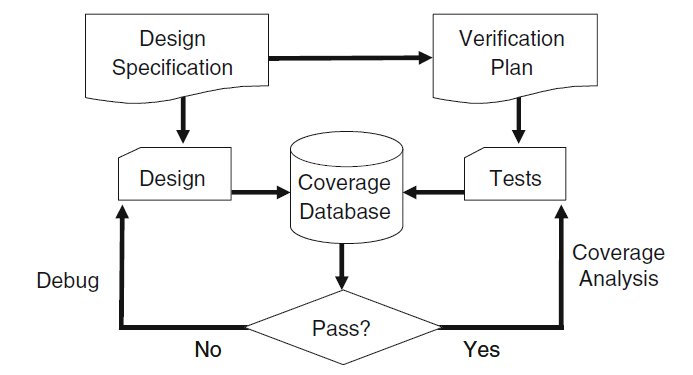 Design
Specification
Verification
Plan
Design
Coverage
Database
Tests
Debug
Coverage
Analysis
Pass?
No
Yes